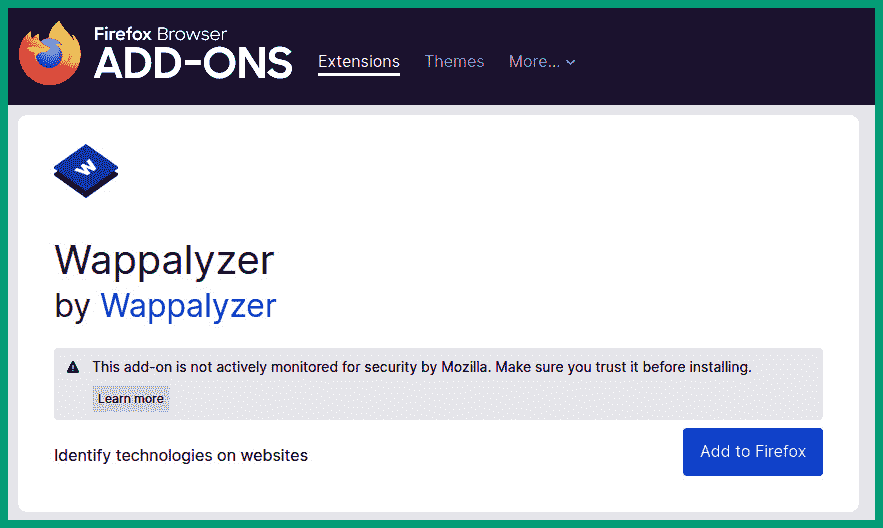 Firefox Browser
ADD-ONS
Extensions Themes More...
W
Wappalyzer
by Wappalyzer
This add-on is not actively monitored for security by Mozilla. Make sure you trust it before installing.
Learn more
Identify technologies on websites
Add to Firefox